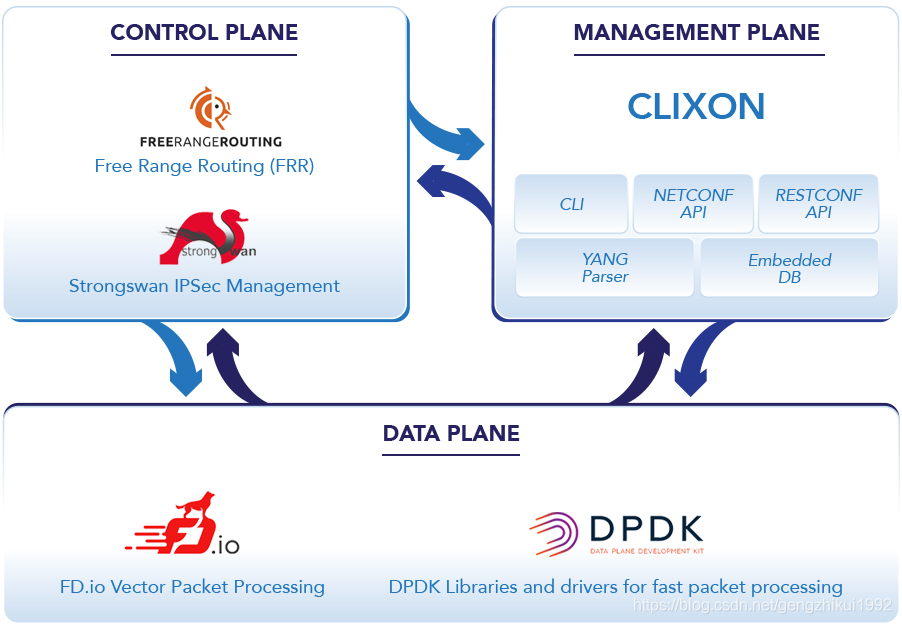 CONTROL PLANE
FREERANGEROUTING
Free Range Routing (FRR)
strongswan
Strongswan IPSec Management
MANAGEMENT PLANE
CLIXON
CLI
NETCONF
API
RESTCONF
API
YANG
Parser
Embedded
DB
DATA PLANE
FD.io
FD.io Vector Packet Processing
DPDK
DATA PLANE DEVELOPMENT KIT
DPDK Libraries and drivers for fast packet processing
https://blog.csdn.net/gengzhikui1992